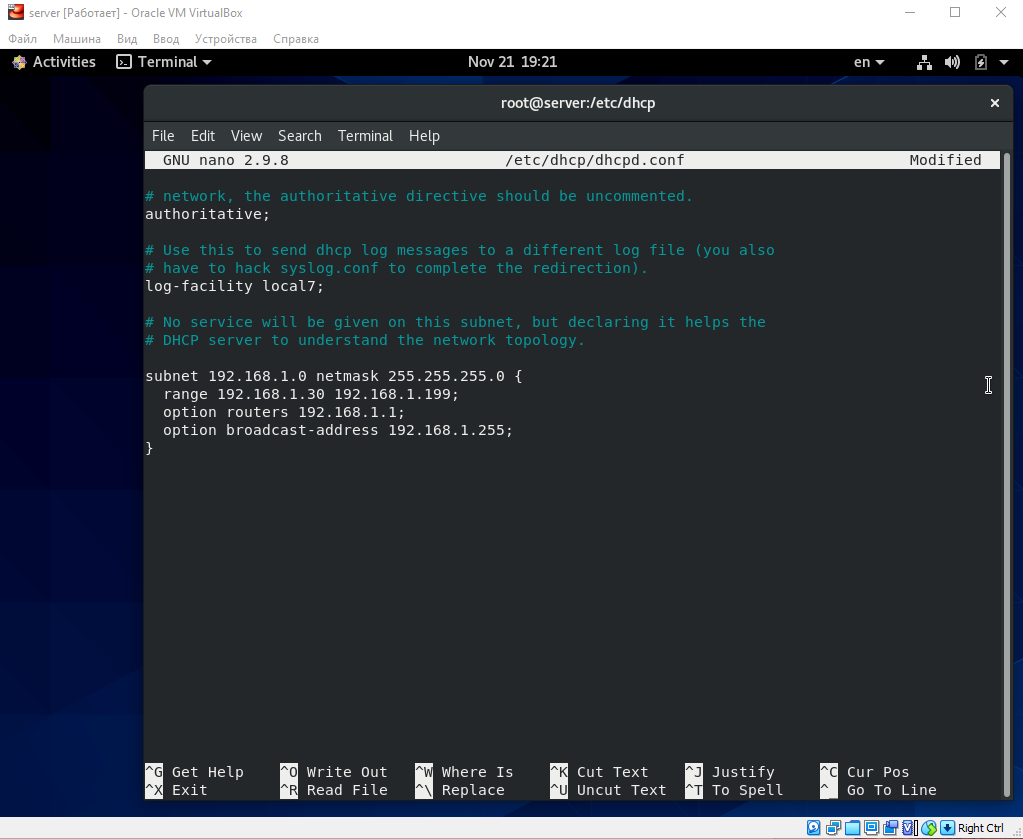 server [Работает] - Oracle VM VirtualBox
Файл Машина Вид Ввод Устройства Справка
Activities Terminal Nov 21 19:21 en
root@server:/etc/dhcp
File Edit View Search Terminal Help
GNU nano 2.9.8 /etc/dhcp/dhcpd.conf Modified
# network, the authoritative directive should be uncommented.
authoritative;
# Use this to send dhcp log messages to a different log file (you also
# have to hack syslog.conf to complete the redirection).
log-facility local7;
# No service will be given on this subnet, but declaring it helps the
# DHCP server to understand the network topology.
subnet 192.168.1.0 netmask 255.255.255.0 {
range 192.168.1.30 192.168.1.199;
option routers 192.168.1.1;
option broadcast-address 192.168.1.255;
}
^G Get Help ^O Write Out ^W Where Is ^K Cut Text ^J Justify ^C Cur Pos
^X Exit ^R Read File ^\ Replace ^U Uncut Text ^T To Spell ^_ Go To Line
Right Ctrl